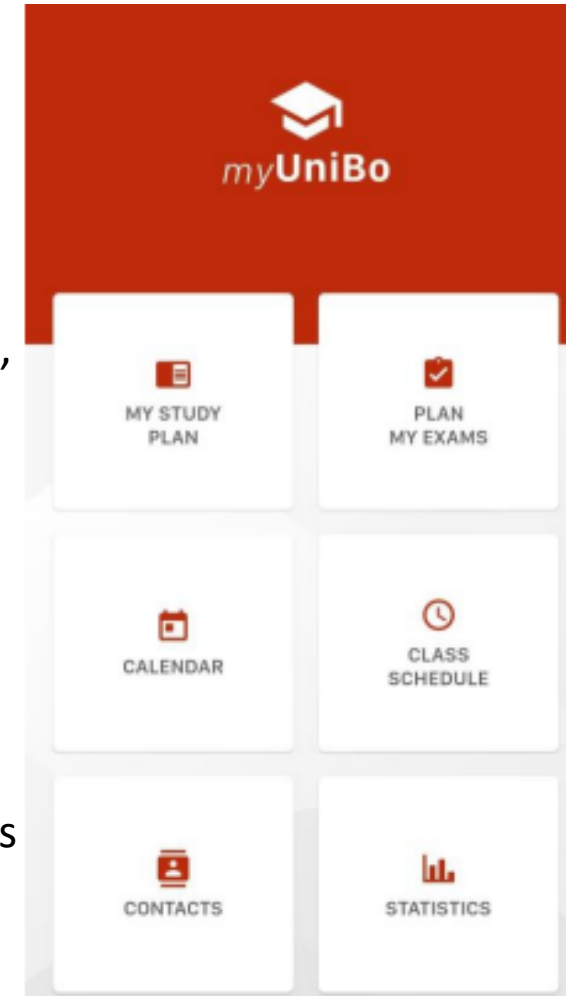 myUniBo
,
MY STUDY
PLAN
PLAN
MY EXAMS
CALENDAR
CLASS
SCHEDULE
s
CONTACTS
STATISTICS